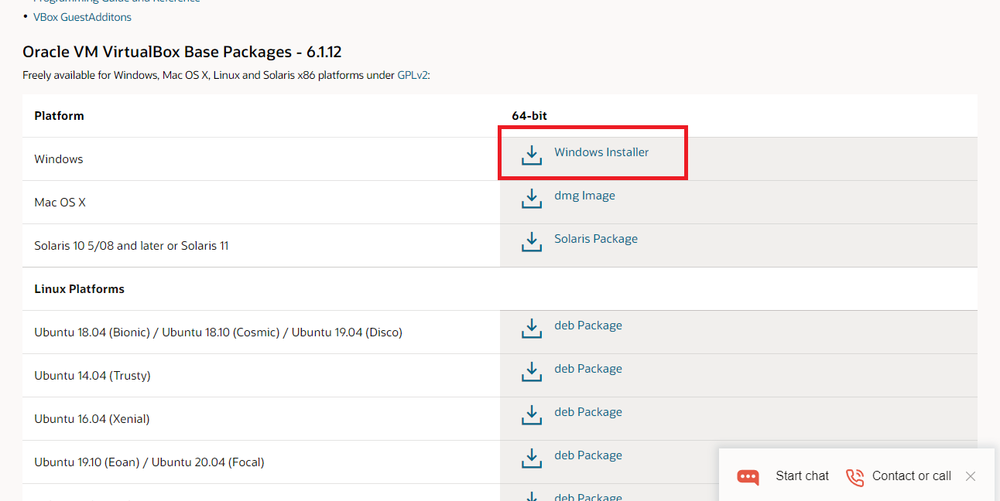 Programming Guide and Reference
• VBox GuestAdditons
Oracle VM VirtualBox Base Packages - 6.1.12
Freely available for Windows, Mac OS X, Linux and Solaris x86 platforms under GPLv2:
Platform 64-bit
Windows Windows Installer
Mac OS X dmg Image
Solaris 10 5/08 and later or Solaris 11 Solaris Package
Linux Platforms
Ubuntu 18.04 (Bionic) / Ubuntu 18.10 (Cosmic) / Ubuntu 19.04 (Disco) deb Package
Ubuntu 14.04 (Trusty) deb Package
Ubuntu 16.04 (Xenial) deb Package
Ubuntu 19.10 (Eoan) / Ubuntu 20.04 (Focal) deb Package
deb Package
Start chat Contact or call